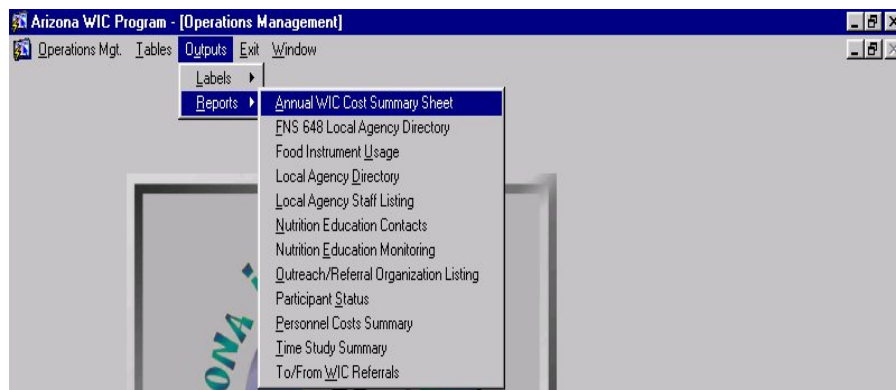 Arizona WIC Program - [Operations Management]
Operations Mgt. Tables Outputs Exit Window
Labels
Reports
Annual WIC Cost Summary Sheet
FNS 648 Local Agency Directory
Food Instrument Usage
Local Agency Directory
Local Agency Staff Listing
Nutrition Education Contacts
Nutrition Education Monitoring
Outreach/Referral Organization Listing
Participant Status
Personnel Costs Summary
Time Study Summary
To/From WIC Referrals